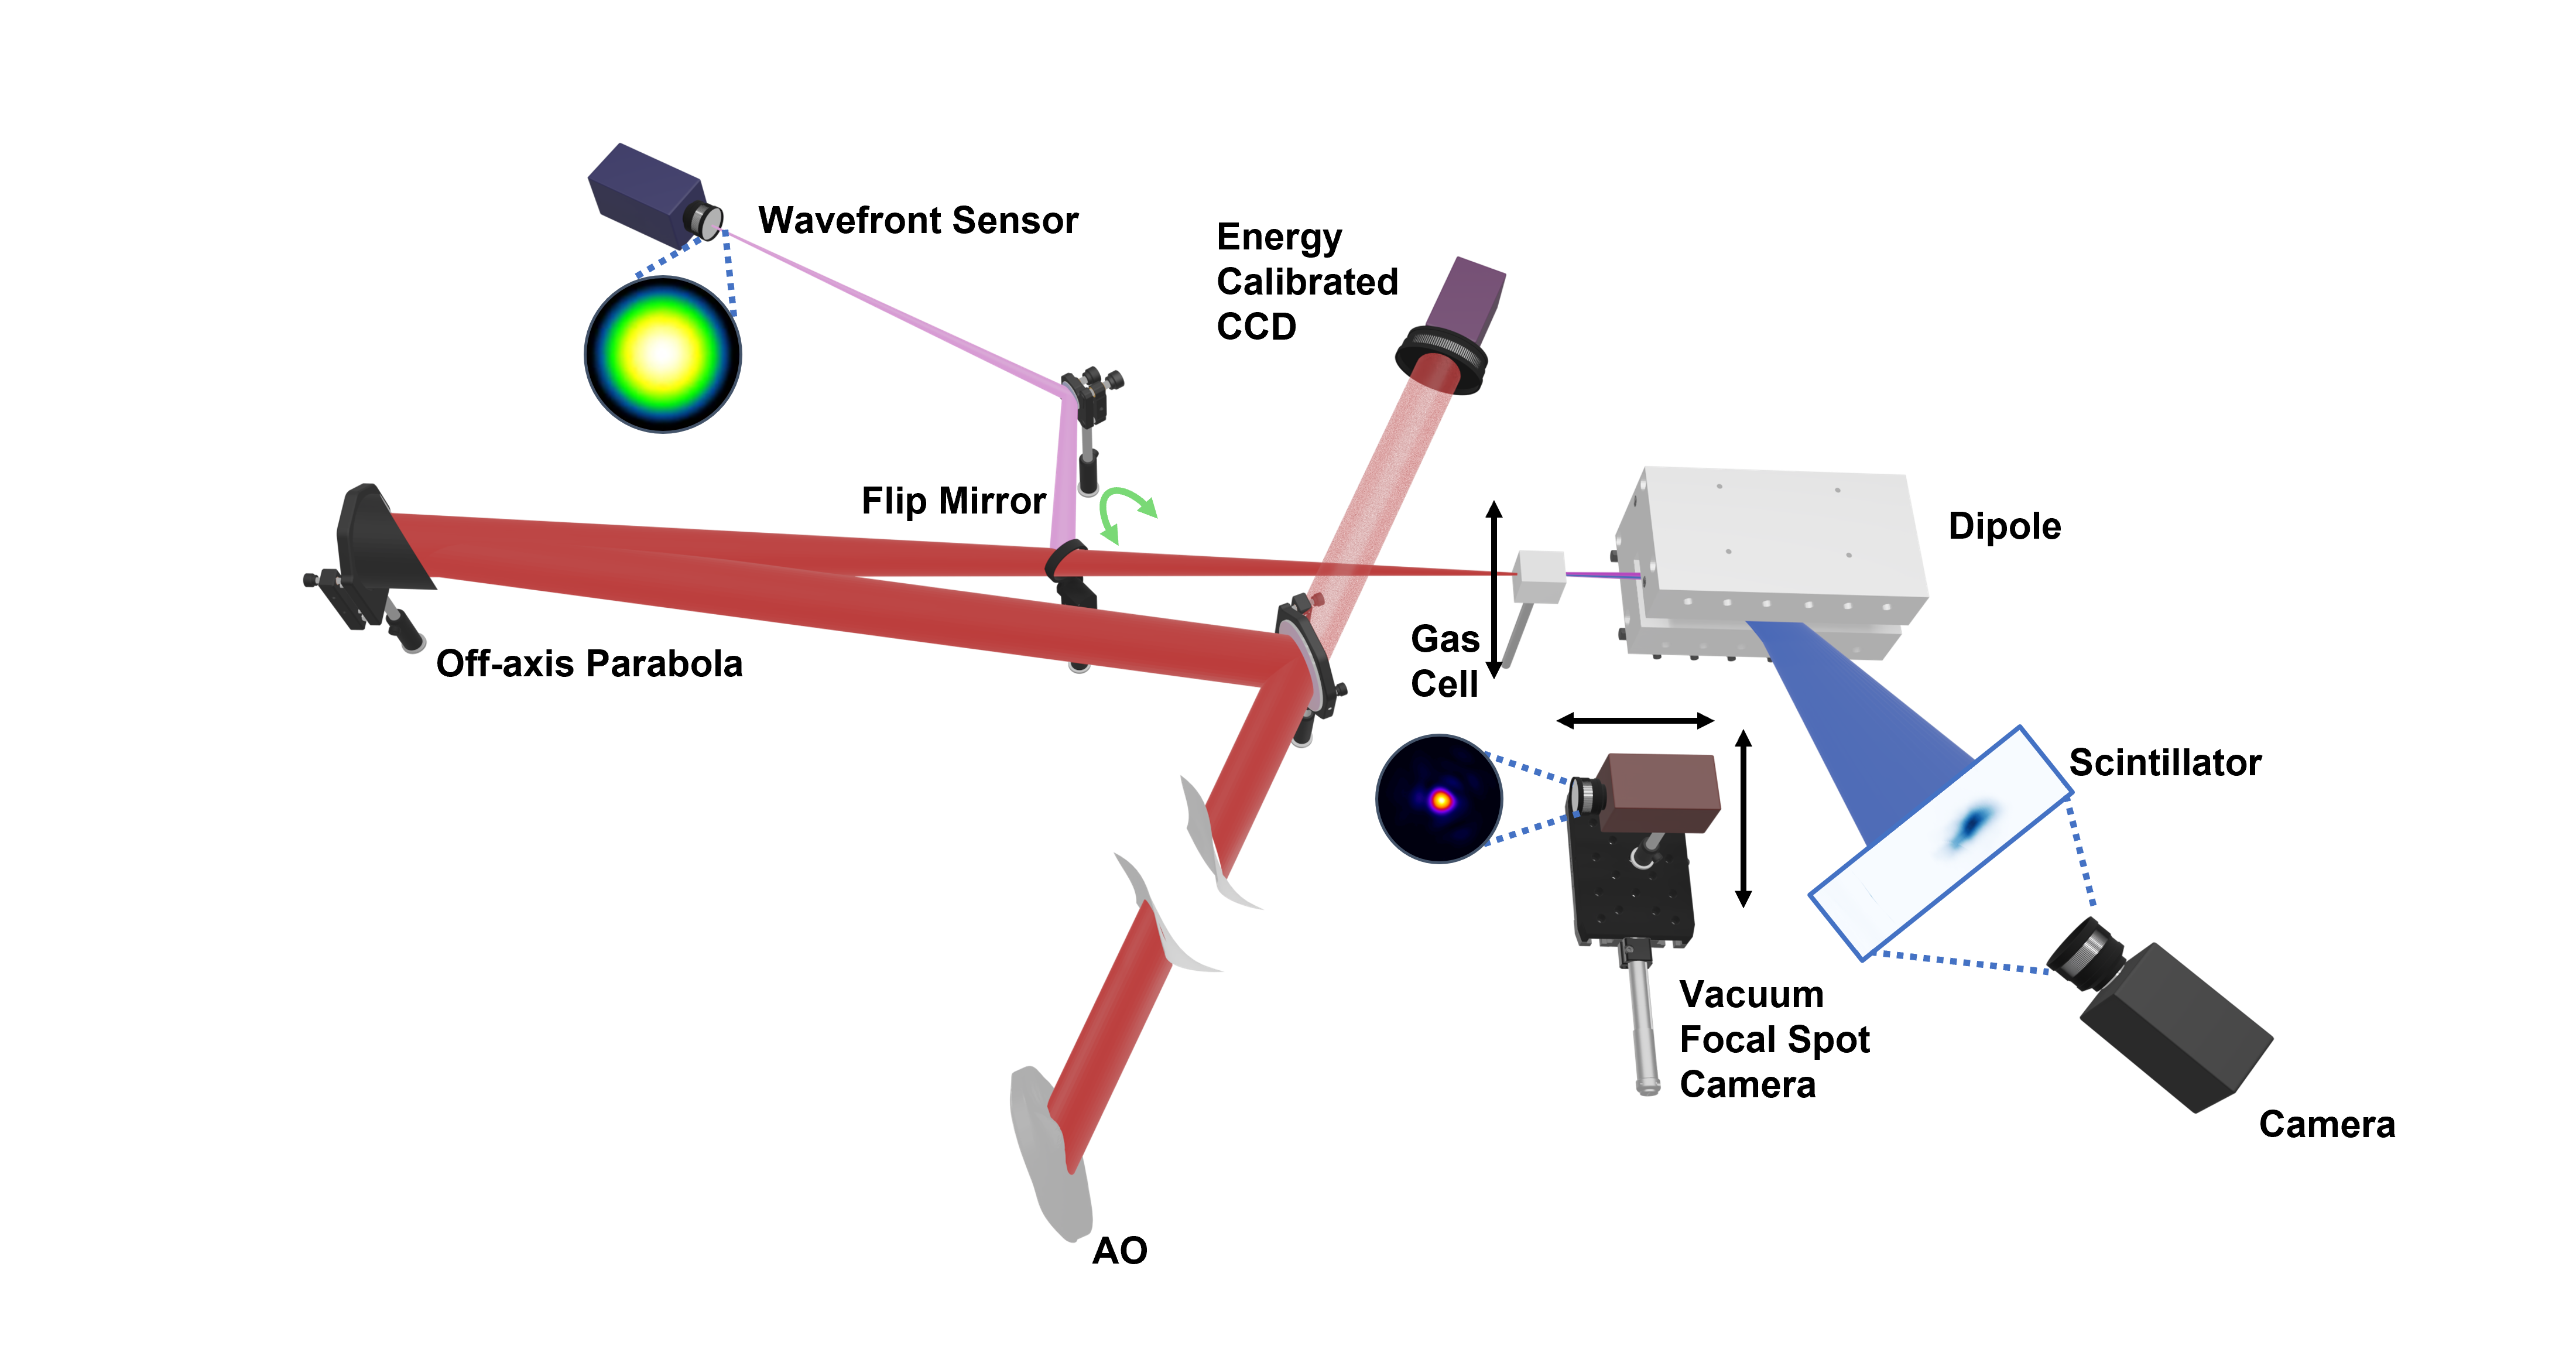 Wavefront Sensor
Energy
Calibrated
CCD
Flip Mirror
Dipole
Off-axis Parabola
Gas
Cell
Scintillator
Vacuum
Focal Spot
Camera
Camera
AO